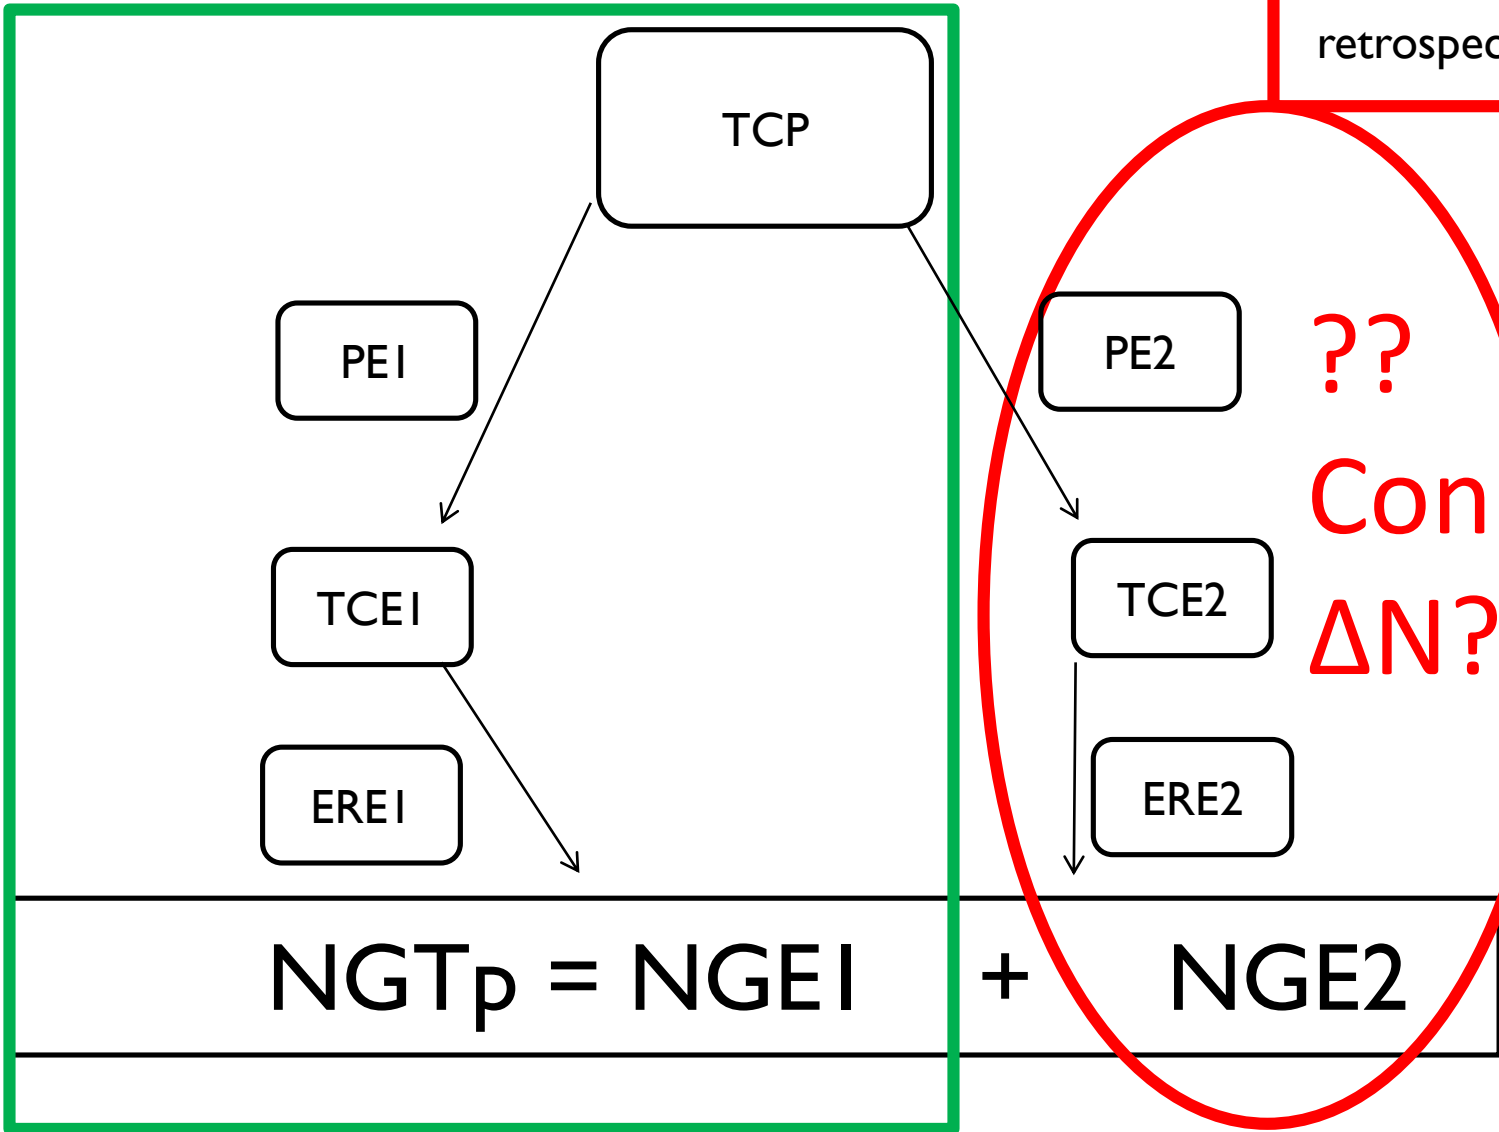 retrospec
TCP
PE1
PE2
??
Con
TCE1
TCE2
ΔN?
ERE1
ERE2
NGTp = NGE1 + NGE2